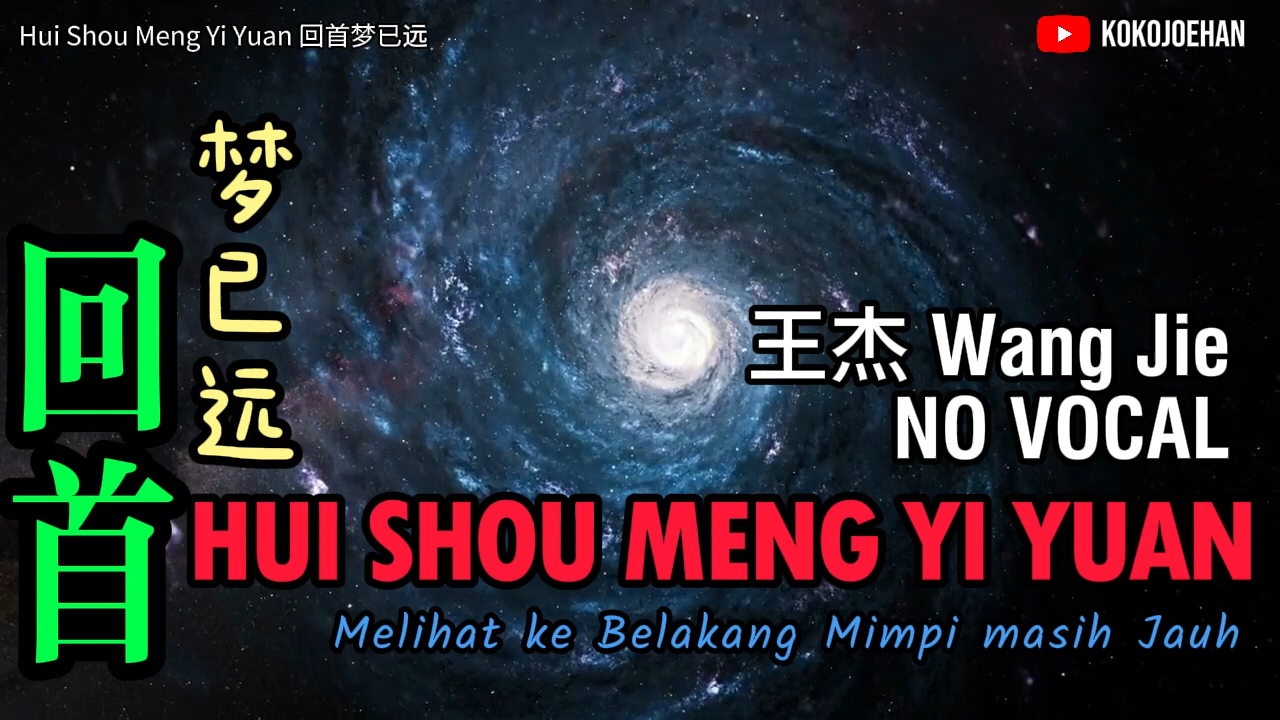 Hui Shou Meng Yi Yuan 回首梦已远
KOKOJOEHAN
回首
梦已远
王杰 Wang Jie
NO VOCAL
HUI SHOU MENG YI YUAN
Melihat ke Belakang Mimpi masih Jauh